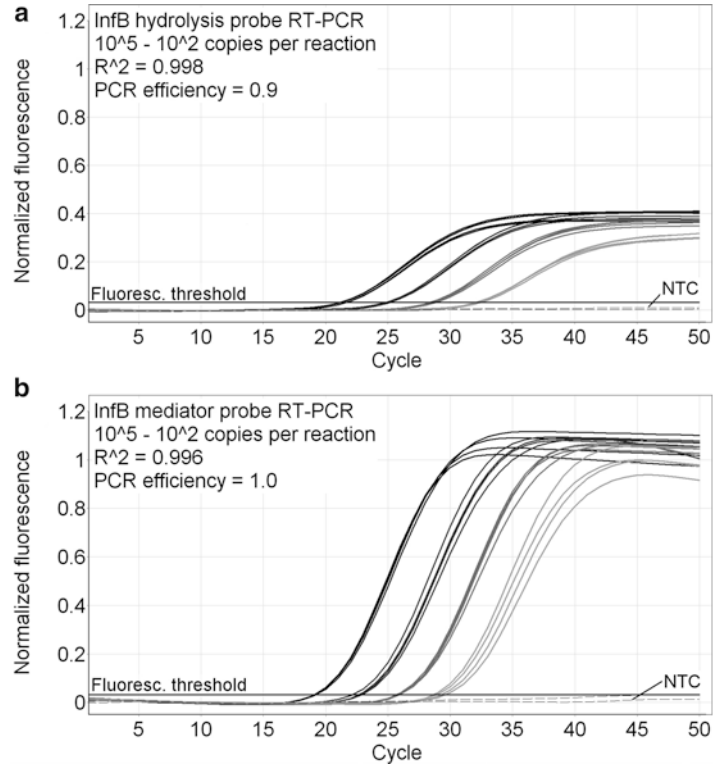 a
1.2
1
0.8
0.6
0.4
0.2
0
Normalized fluorescence
InfB hydrolysis probe RT-PCR
10^5 - 10^2 copies per reaction
R^2 = 0.998
PCR efficiency = 0.9
Fluoresc. threshold
NTC
5 10 15 20 25 30 35 40 45 50
Cycle
b
1.2
1
0.8
0.6
0.4
0.2
0
Normalized fluorescence
InfB mediator probe RT-PCR
10^5 - 10^2 copies per reaction
R^2 = 0.996
PCR efficiency = 1.0
Fluoresc. threshold
NTC
5 10 15 20 25 30 35 40 45 50
Cycle